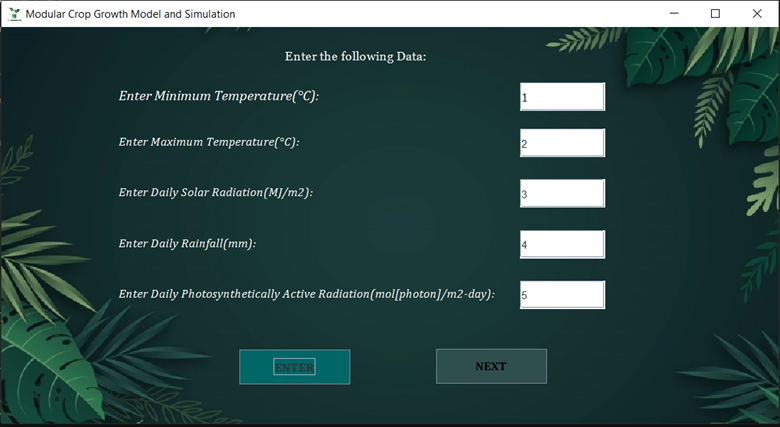 Modular Crop Growth Model and Simulation
Enter the following Data:
Enter Minimum Temperature(°C): 1
Enter Maximum Temperature(°C): 2
Enter Daily Solar Radiation(MJ/m2): 3
Enter Daily Rainfall(mm): 4
Enter Daily Photosynthetically Active Radiation(mol[photon]/m2-day): 5
ENTER NEXT